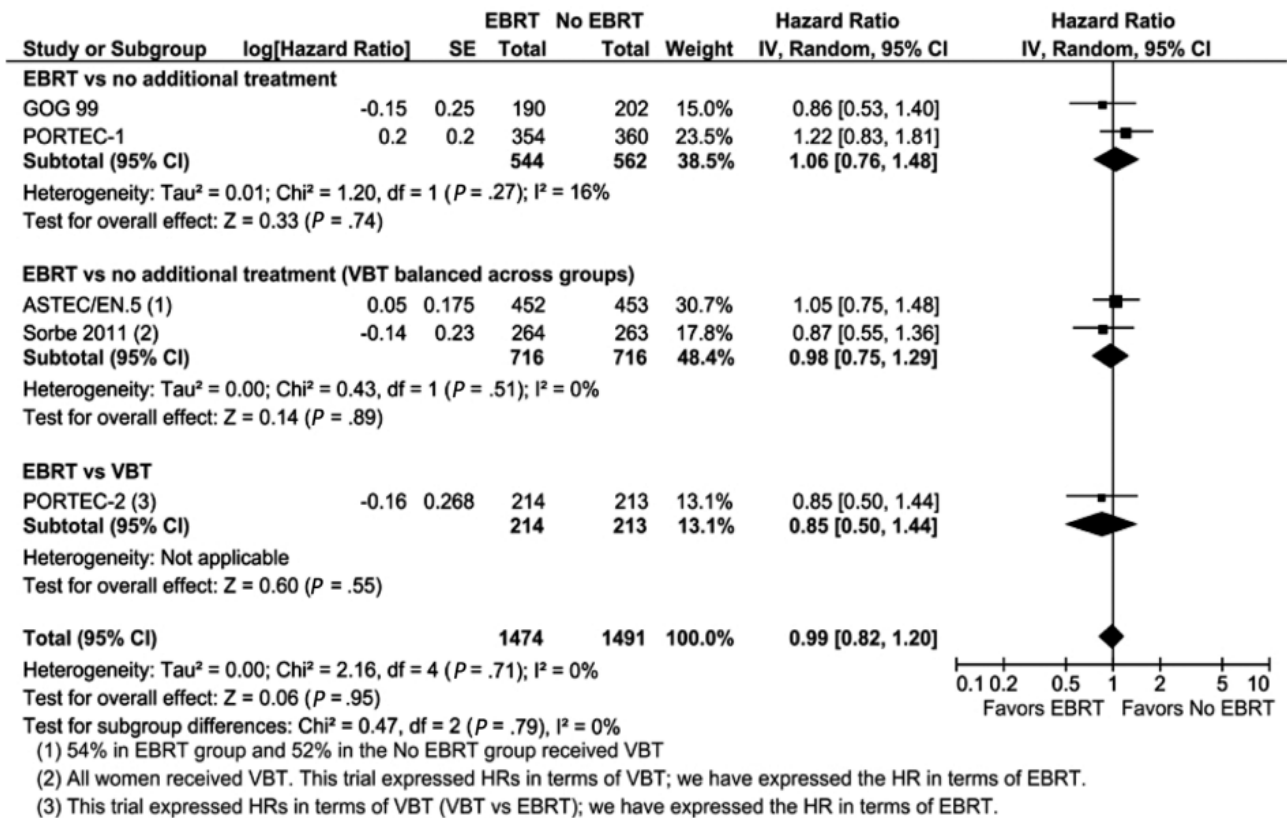 EBRT No EBRT Hazard Ratio Hazard Ratio
Study or Subgroup log[Hazard Ratio] SE Total Total Weight IV, Random, 95% CI IV, Random, 95% CI
EBRT vs no additional treatment
GOG 99 -0.15 0.25 190 202 15.0% 0.86 [0.53, 1.40]
PORTEC-1 0.2 0.2 354 360 23.5% 1.22 [0.83, 1.81]
Subtotal (95% CI) 544 562 38.5% 1.06 [0.76, 1.48]
Heterogeneity: Tau² = 0.01; Chi² = 1.20, df = 1 (P = .27); I² = 16%
Test for overall effect: Z = 0.33 (P = .74)
EBRT vs no additional treatment (VBT balanced across groups)
ASTEC/EN.5 (1) 0.05 0.175 452 453 30.7% 1.05 [0.75, 1.48]
Sorbe 2011 (2) -0.14 0.23 264 263 17.8% 0.87 [0.55, 1.36]
Subtotal (95% CI) 716 716 48.4% 0.98 [0.75, 1.29]
Heterogeneity: Tau² = 0.00; Chi² = 0.43, df = 1 (P = .51); I² = 0%
Test for overall effect: Z = 0.14 (P = .89)
EBRT vs VBT
PORTEC-2 (3) -0.16 0.268 214 213 13.1% 0.85 [0.50, 1.44]
Subtotal (95% CI) 214 213 13.1% 0.85 [0.50, 1.44]
Heterogeneity: Not applicable
Test for overall effect: Z = 0.60 (P = .55)
Total (95% CI) 1474 1491 100.0% 0.99 [0.82, 1.20]
Heterogeneity: Tau² = 0.00; Chi² = 2.16, df = 4 (P = .71); I² = 0%
Test for overall effect: Z = 0.06 (P = .95)
Test for subgroup differences: Chi² = 0.47, df = 2 (P = .79), I² = 0%
0.1 0.2 0.5 1 2 5 10
Favors EBRT Favors No EBRT
(1) 54% in EBRT group and 52% in the No EBRT group received VBT
(2) All women received VBT. This trial expressed HRs in terms of VBT; we have expressed the HR in terms of EBRT.
(3) This trial expressed HRs in terms of VBT (VBT vs EBRT); we have expressed the HR in terms of EBRT.